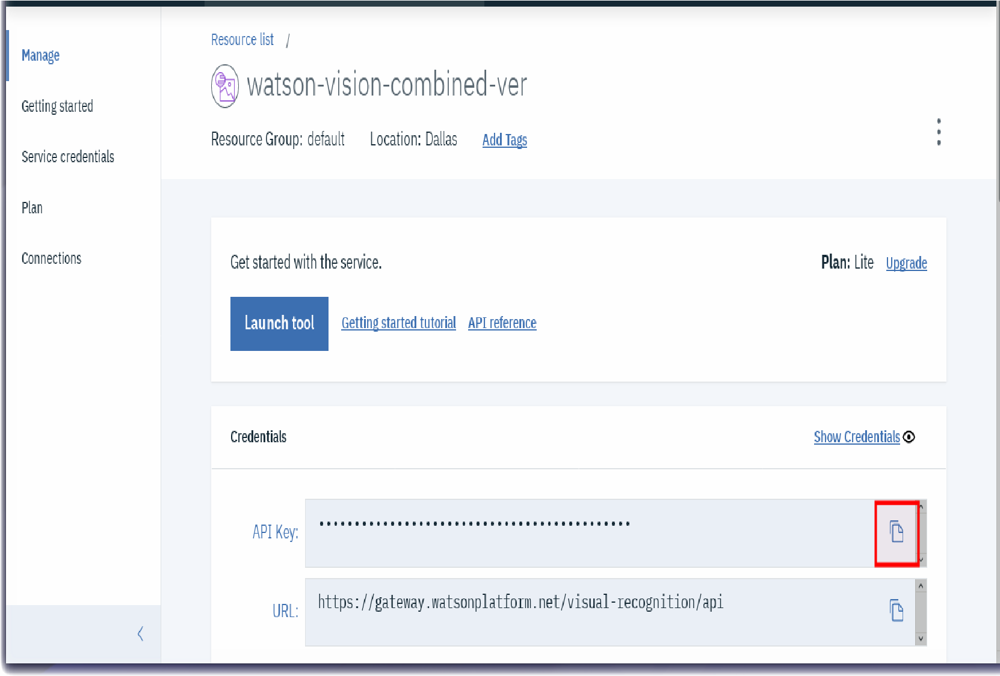 Manage
Getting started
Service credentials
Plan
Connections
Resource list /
watson-vision-combined-ver
Resource Group: default Location: Dallas Add Tags
Get started with the service.
Plan: Lite Upgrade
Launch tool Getting started tutorial API reference
Credentials
Show Credentials
API Key: •••••••••••••••••••••••••••••••••••••••••••
URL: https://gateway.watsonplatform.net/visual-recognition/api